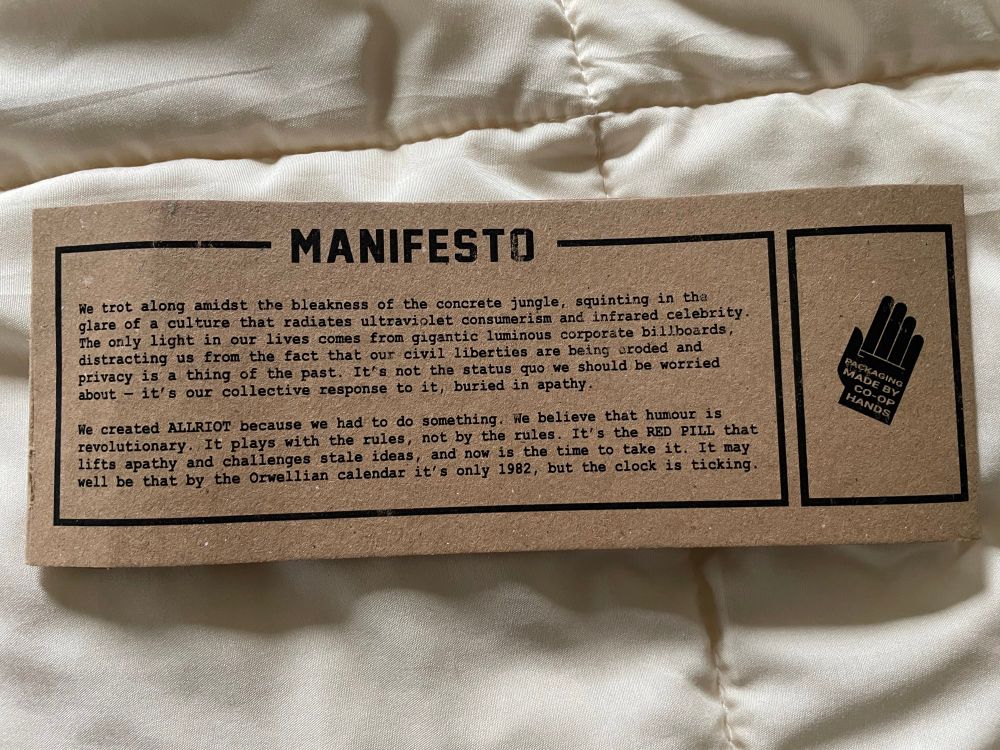 MANIFESTO
We trot along amidst the bleakness of the concrete jungle, squinting in the
glare of a culture that radiates ultraviolet consumerism and infrared celebrity.
The only light in our lives comes from gigantic luminous corporate billboards,
distracting us from the fact that our civil liberties are being eroded and
privacy is a thing of the past. It's not the status quo we should be worried
about — it's our collective response to it, buried in apathy.
We created ALLRIOT because we had to do something. We believe that humour is
revolutionary. It plays with the rules, not by the rules. It's the RED PILL that
lifts apathy and challenges stale ideas, and now is the time to take it. It may
well be that by the Orwellian calendar it's only 1982, but the clock is ticking.
PACKAGING
MADE BY
CO-OP
HANDS